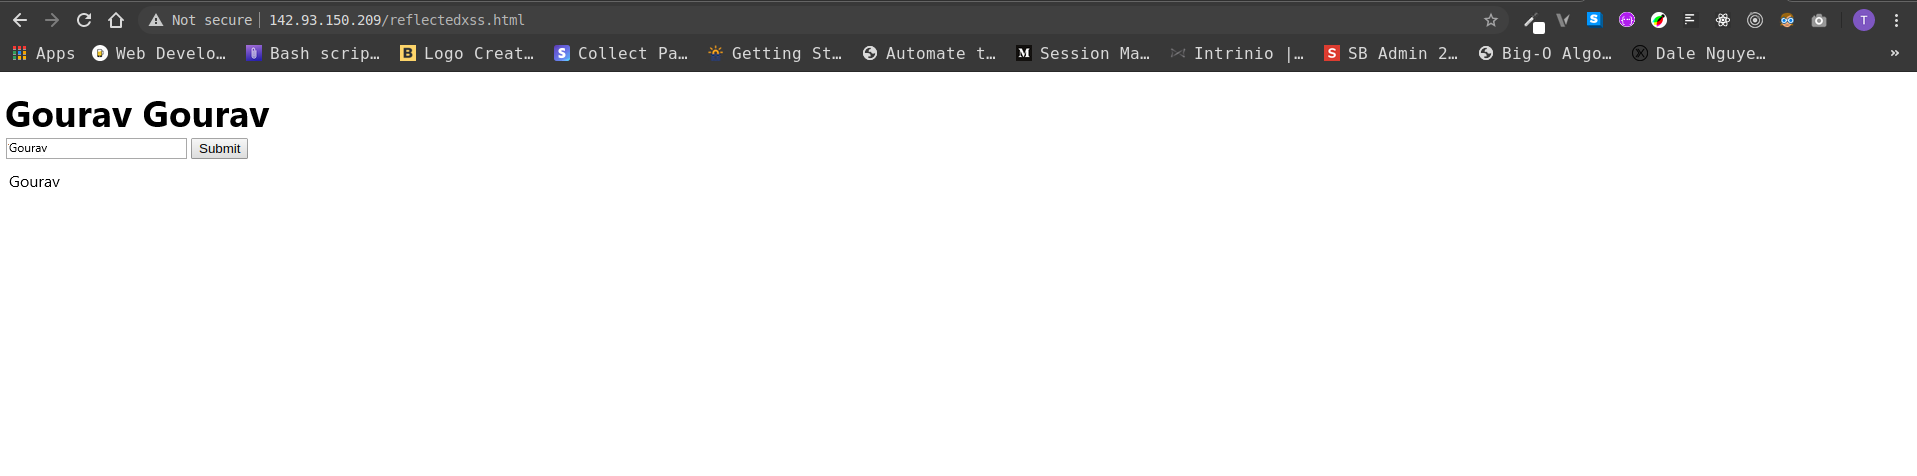 Not secure 142.93.150.209/reflectedxss.html T
Apps Web Develo… Bash scrip… B Logo Creat… S Collect Pa… Getting St… Automate t… M Session Ma… Intrinio |… S SB Admin 2… Big-O Algo… Dale Nguye… »
Gourav Gourav
Gourav Submit
Gourav